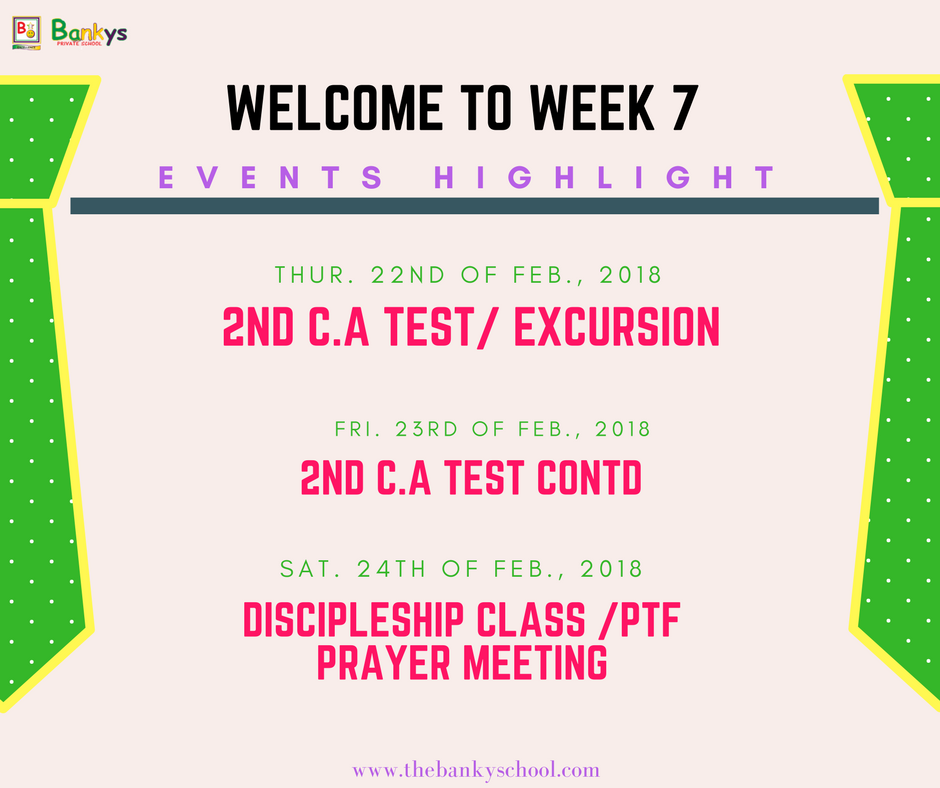 Bankys
PRIVATE SCHOOL
WELCOME TO WEEK 7
EVENTS HIGHLIGHT
THUR. 22ND OF FEB., 2018
2ND C.A TEST/ EXCURSION
FRI. 23RD OF FEB., 2018
2ND C.A TEST CONTD
SAT. 24TH OF FEB., 2018
DISCIPLESHIP CLASS /PTF
PRAYER MEETING
www.thebankyschool.com